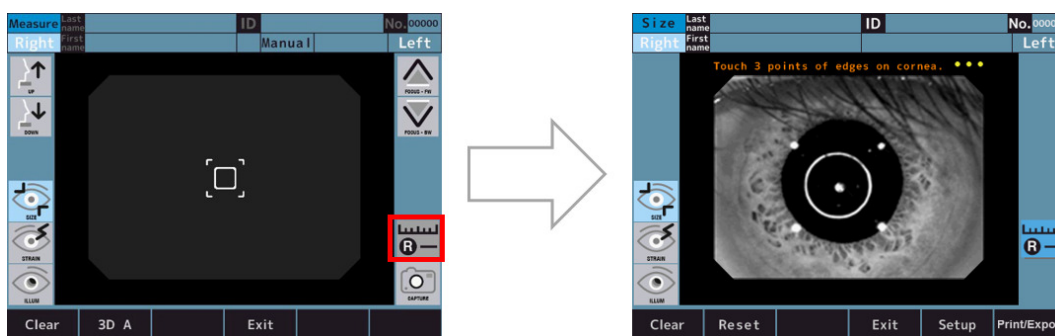 Measure Last name ID No. 00000
Right First name Manual Left
UP
FOCUS - FW
DOWN
FOCUS - BW
SIZE
R
STRAIN
ILLUM
CAPTURE
Clear 3D A Exit
Size Last name ID No. 0000
Right First name Left
Touch 3 points of edges on cornea.
SIZE
R
STRAIN
ILLUM
Clear Reset Exit Setup Print/Expo